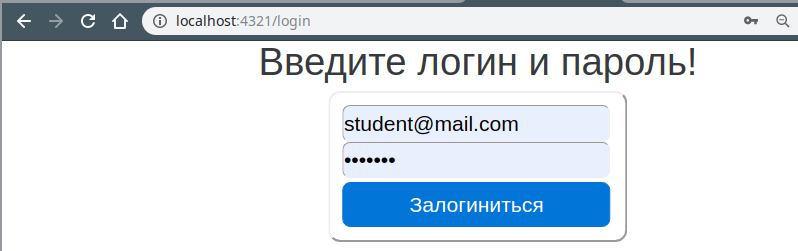 localhost:4321/login
Введите логин и пароль!
student@mail.com
•••••••
Залогиниться